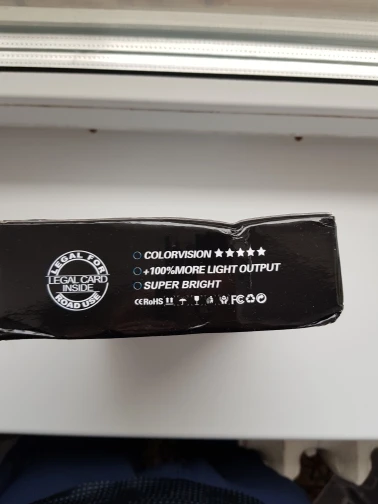 LEGAL FOR
LEGAL CARD
INSIDE
ROAD USE
COLORVISION ★★★★★
+100%MORE LIGHT OUTPUT
SUPER BRIGHT
CE RoHS FC